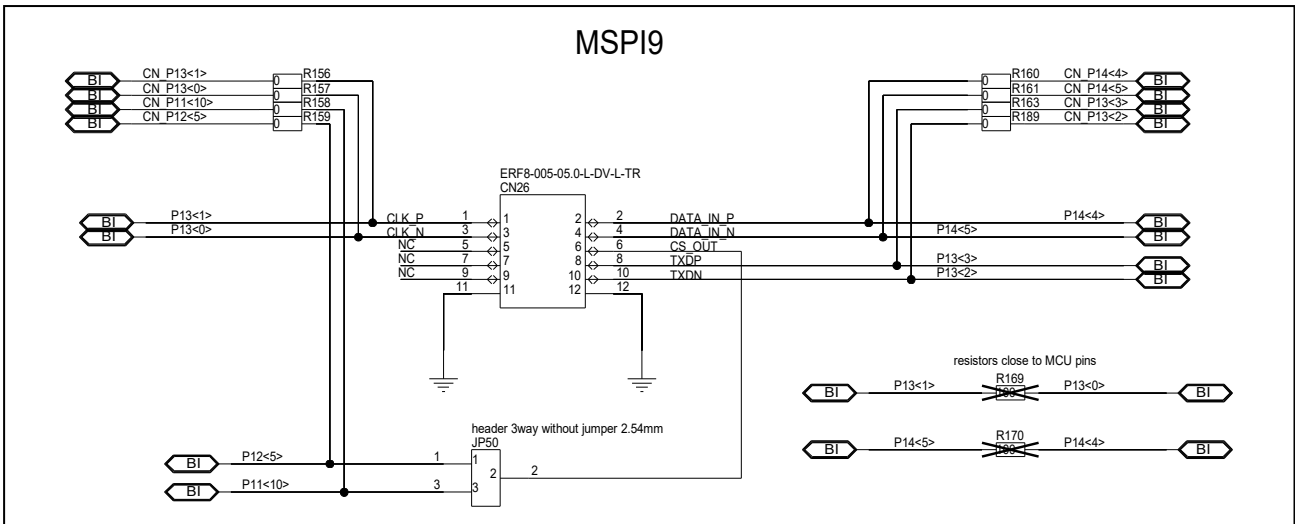 MSPI9
BI CN_P13<1> 0 R156
BI CN_P13<0> 0 R157
BI CN_P11<10> 0 R158
BI CN_P12<5> 0 R159
0 R160 CN_P14<4> BI
0 R161 CN_P14<5> BI
0 R163 CN_P13<3> BI
0 R189 CN_P13<2> BI
ERF8-005-05.0-L-DV-L-TR
CN26
BI P13<1> CLK_P 1 1 2 2 DATA_IN_P P14<4> BI
BI P13<0> CLK_N 3 3 4 4 DATA_IN_N P14<5> BI
NC 5 5 6 6 CS_OUT
NC 7 7 8 8 TXDP P13<3> BI
NC 9 9 10 10 TXDN P13<2> BI
11 11 12 12
resistors close to MCU pins
BI P13<1> R169 P13<0> BI
BI P14<5> R170 P14<4> BI
header 3way without jumper 2.54mm
JP50
BI P12<5> 1 1
2 2
BI P11<10> 3 3